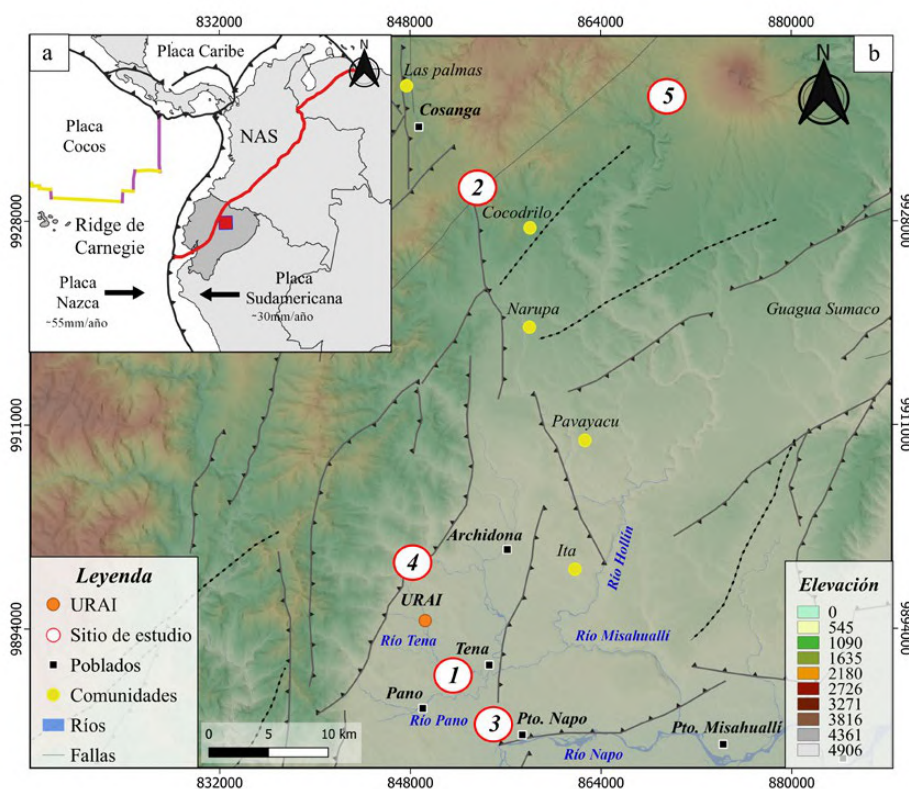 832000 848000 864000 880000
a
Placa Caribe
N
Placa
Cocos
NAS
Ridge de
Carnegie
Placa
Nazca
~55mm/año
Placa
Sudamericana
~30mm/año
b
N
Las palmas
Cosanga
5
2
Cocodrilo
9928000
9928000
Narupa
Guagua Sumaco
9911000
Pavayacu
9911000
Archidona
4
Ita
Río Hollin
URAI
9894000
Río Tena
Río Misahuallí
9894000
Tena
1
Pano
Río Pano
3
Pto. Napo
Pto. Misahuallí
Río Napo
0 5 10 km
Leyenda
URAI
Sitio de estudio
Poblados
Comunidades
Ríos
Fallas
Elevación
0
545
1090
1635
2180
2726
3271
3816
4361
4906
832000 848000 864000 880000